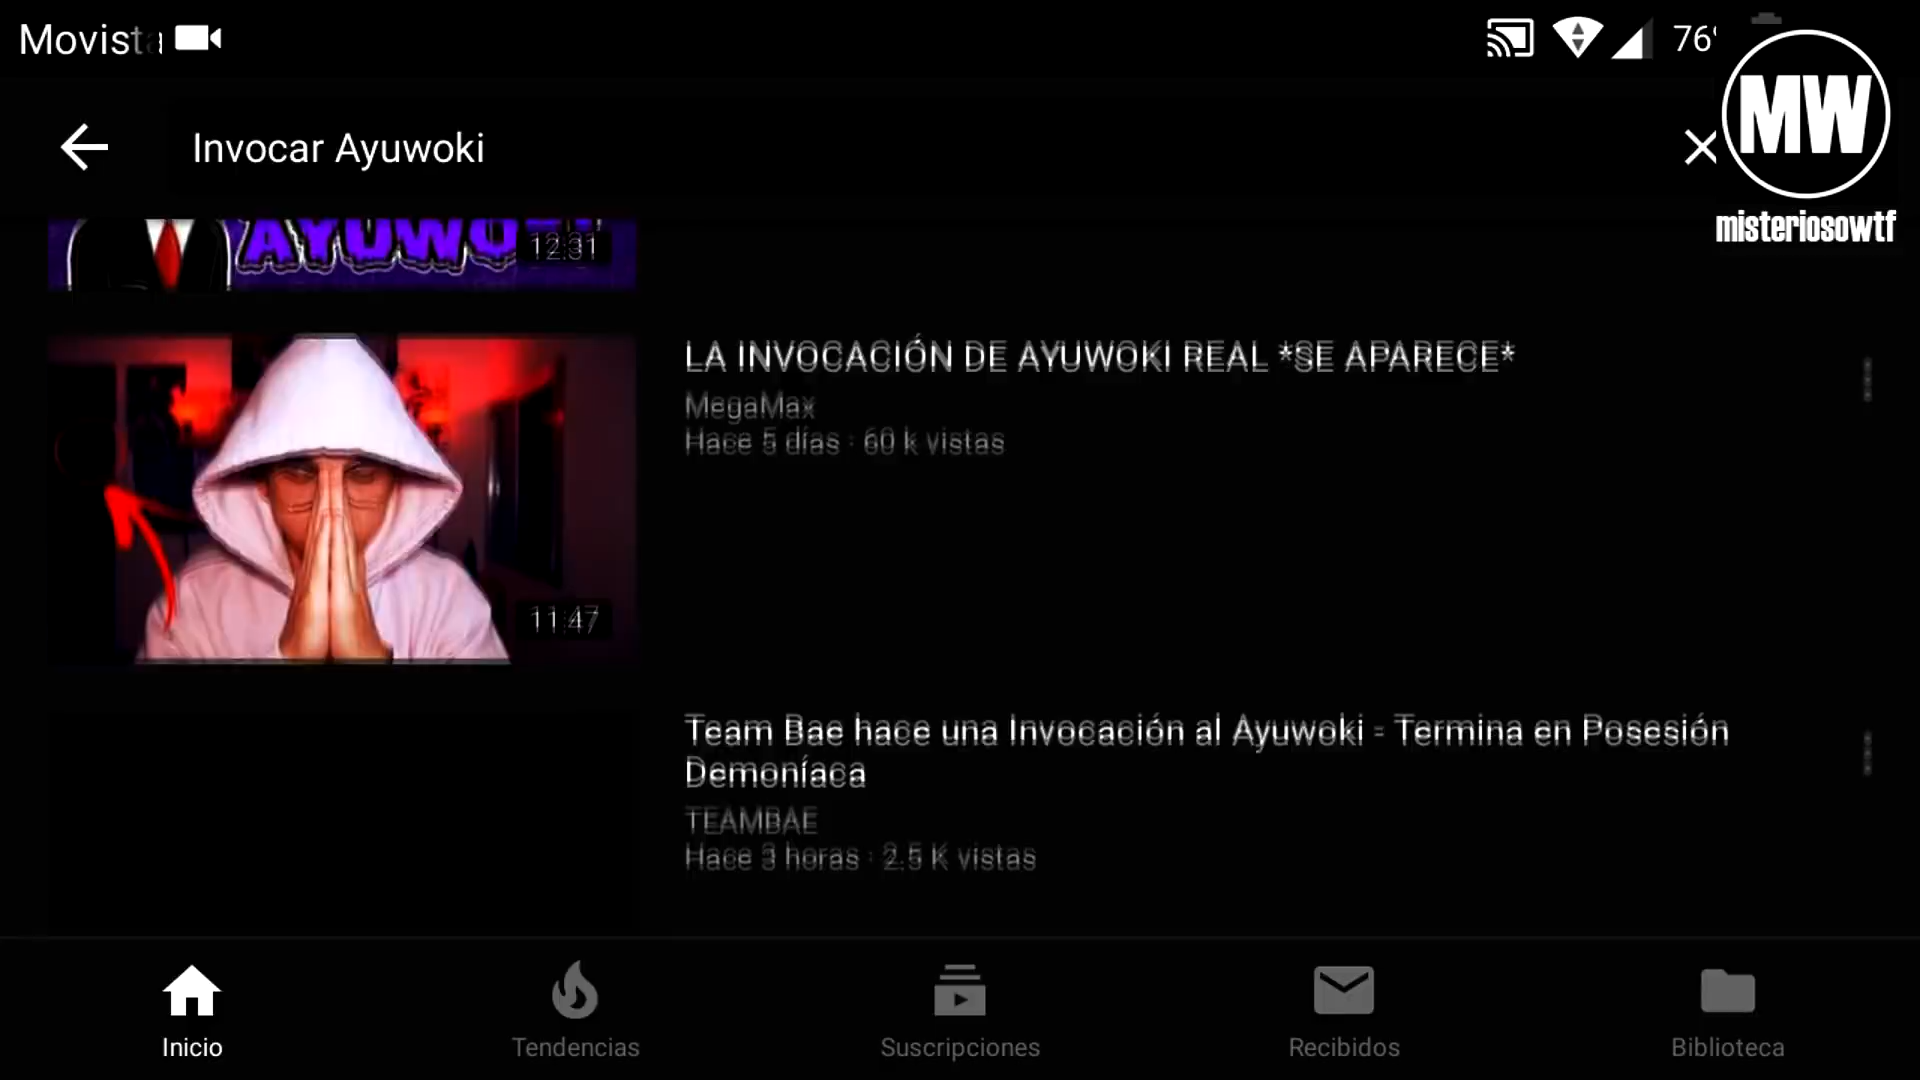 76
MW
misteriosowtf
Invocar Ayuwoki
12:31
LA INVOCACIÓN DE AYUWOKI REAL *SE APARECE*
MegaMax
Hace 5 días · 60 k vistas
11:47
Team Bae hace una Invocación al Ayuwoki - Termina en Posesión
Demoníaca
TEAMBAE
Hace 3 horas · 2.5 K vistas
Inicio
Tendencias
Suscripciones
Recibidos
Biblioteca